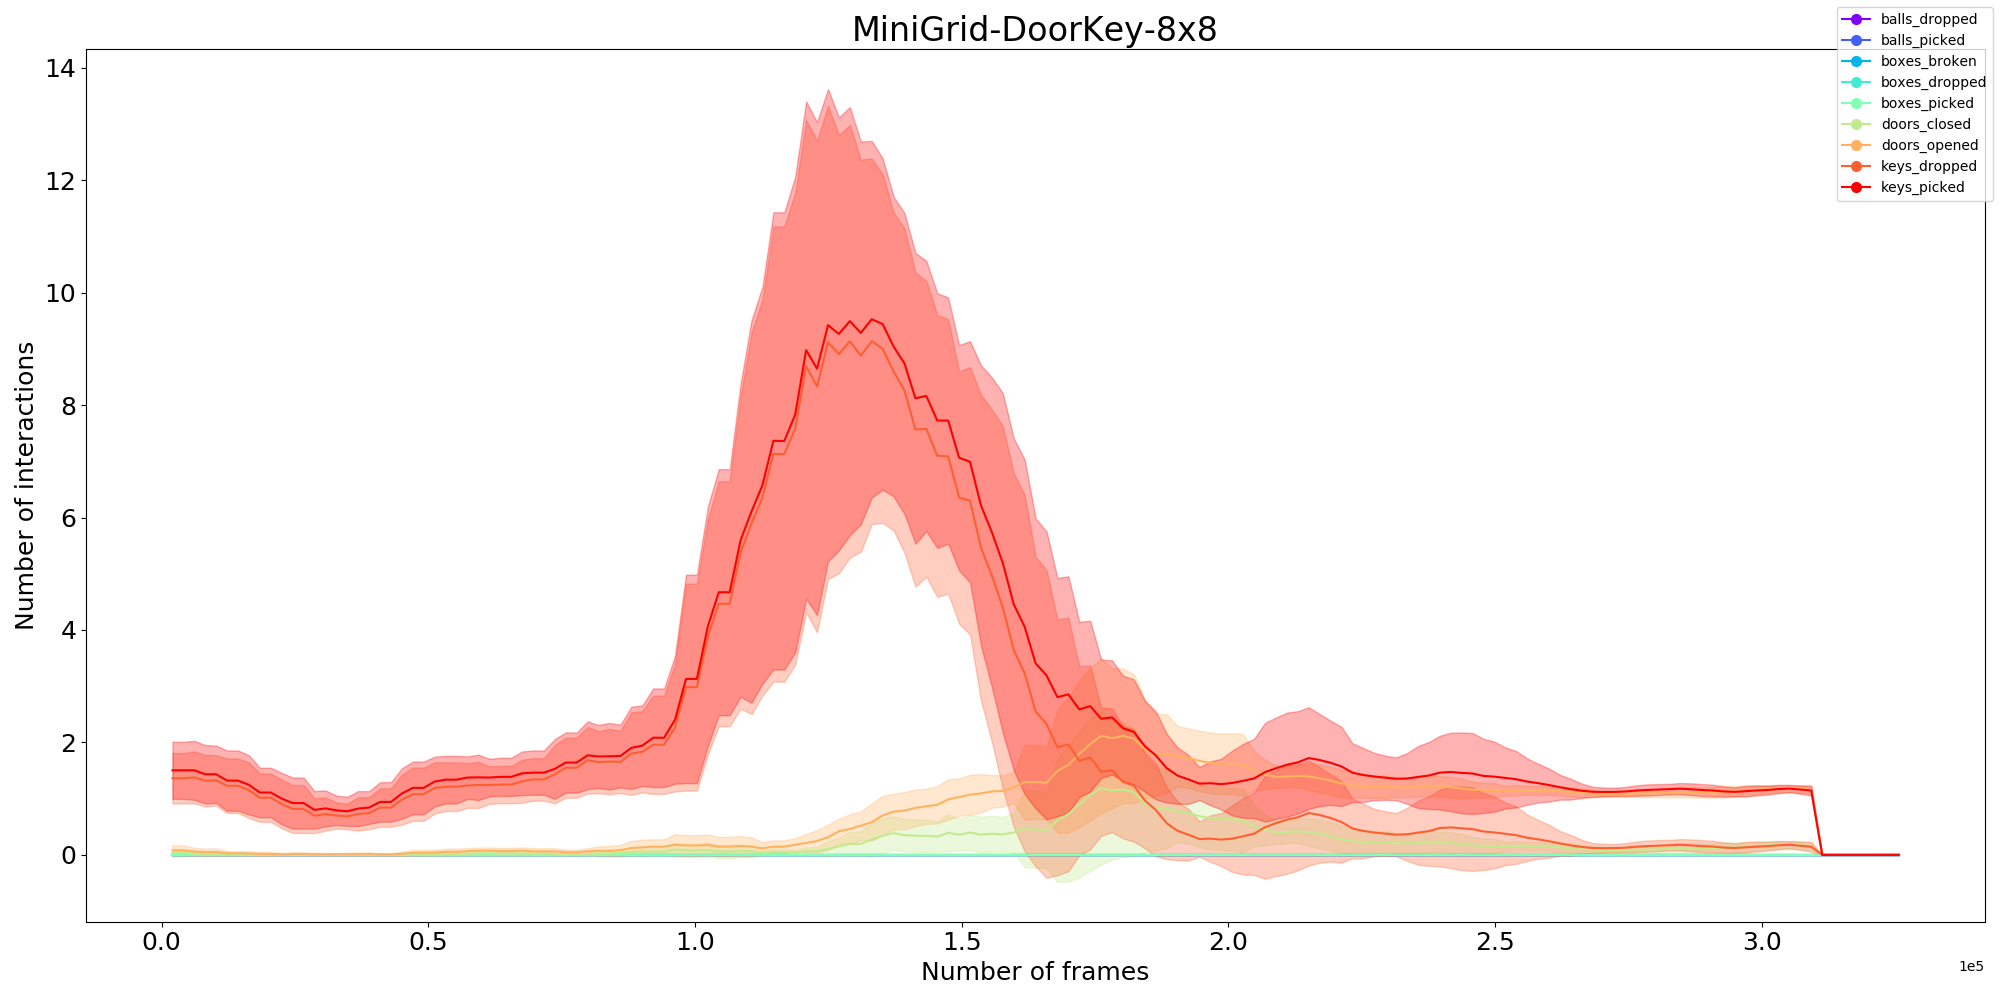 MiniGrid-DoorKey-8x8
balls_dropped
balls_picked
boxes_broken
boxes_dropped
boxes_picked
doors_closed
doors_opened
keys_dropped
keys_picked
14
12
10
8
6
4
2
0
Number of interactions
0.0 0.5 1.0 1.5 2.0 2.5 3.0
Number of frames
1e5